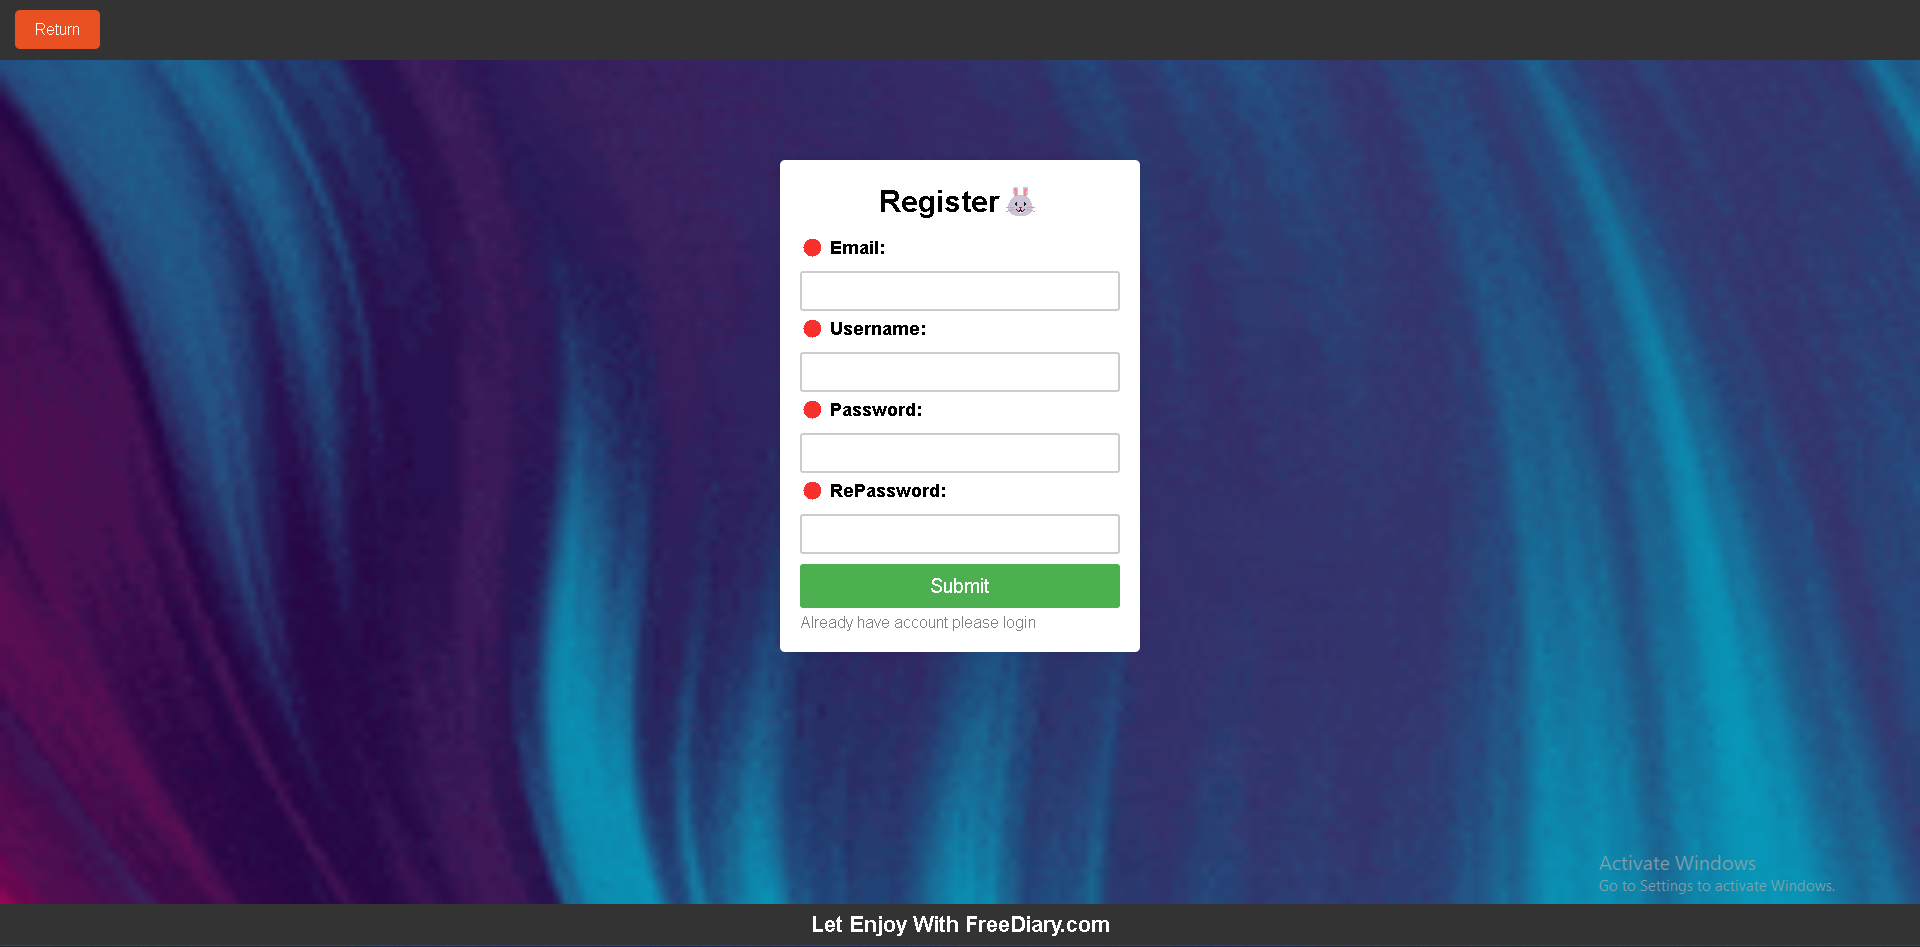 Return
Register
Email:
Username:
Password:
RePassword:
Submit
Already have account please login
Activate Windows
Go to Settings to activate Windows.
Let Enjoy With FreeDiary.com